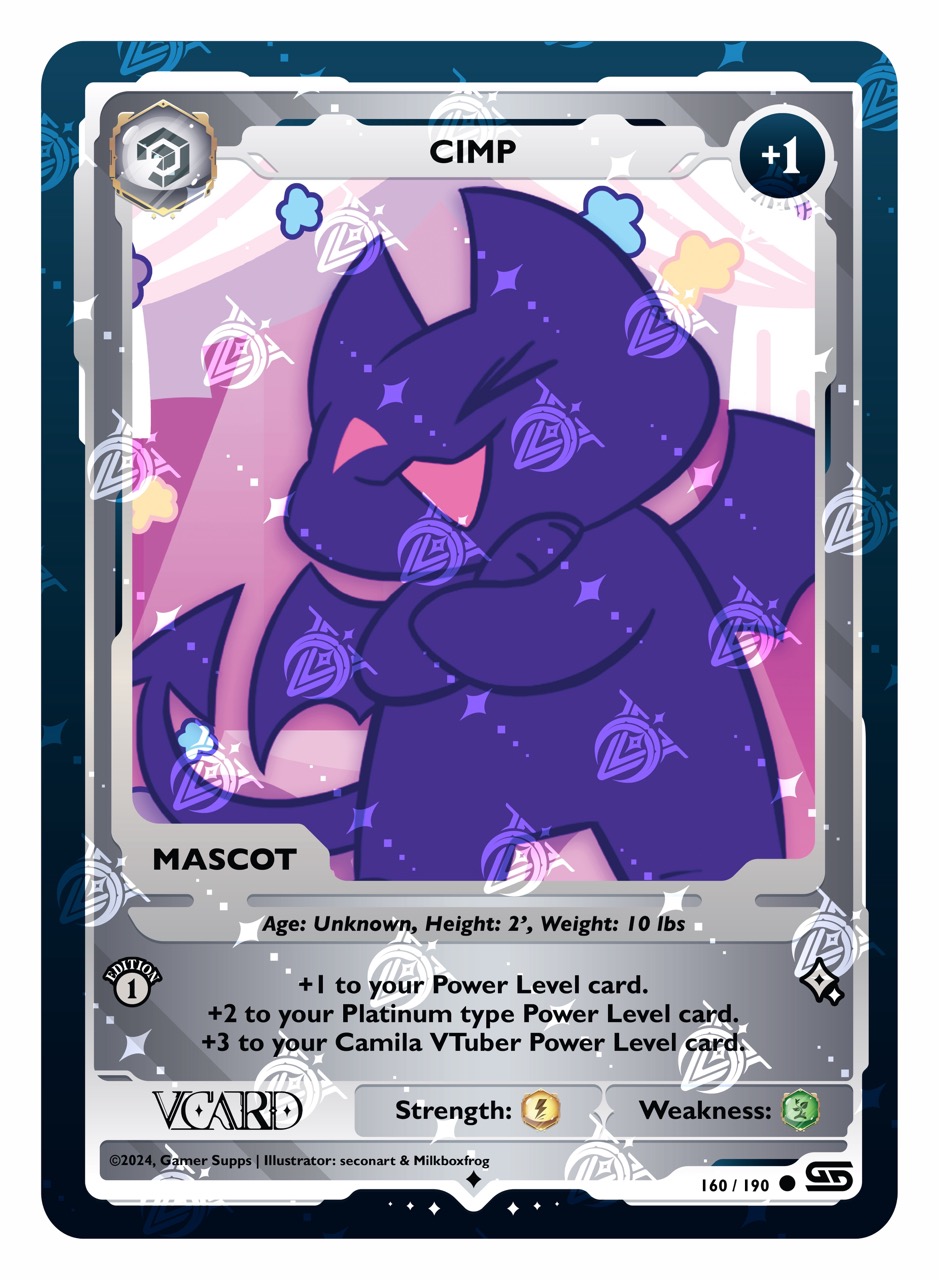 CIMP
+1
MASCOT
Age: Unknown, Height: 2’, Weight: 10 lbs
EDITION
1
+1 to your Power Level card.
+2 to your Platinum type Power Level card.
+3 to your Camila VTuber Power Level card.
VCARD
Strength:
Weakness:
©2024, Gamer Supps | Illustrator: seconart & Milkboxfrog
160 / 190